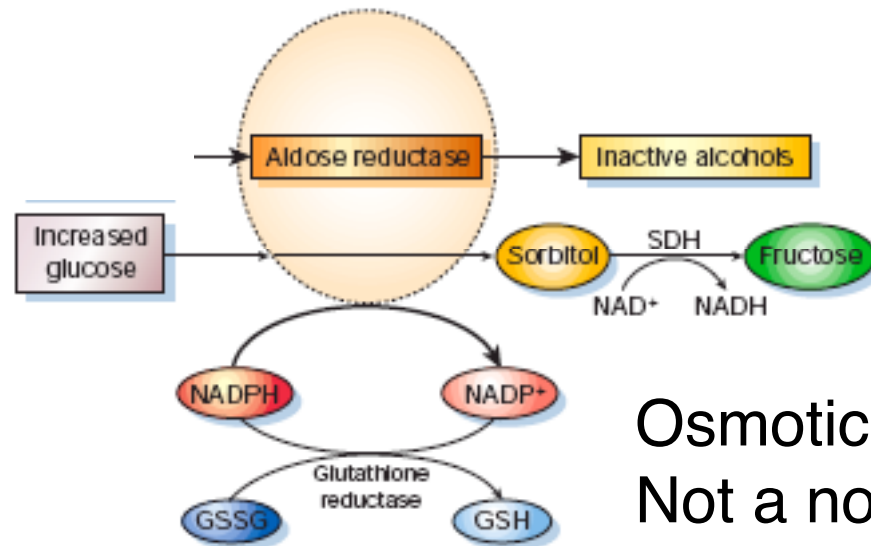 Aldose reductase
Inactive alcohols
Increased
glucose
Sorbitol
SDH
Fructose
NAD+
NADH
NADPH
NADP+
Glutathione
reductase
GSSG
GSH
Osmotic
Not a no